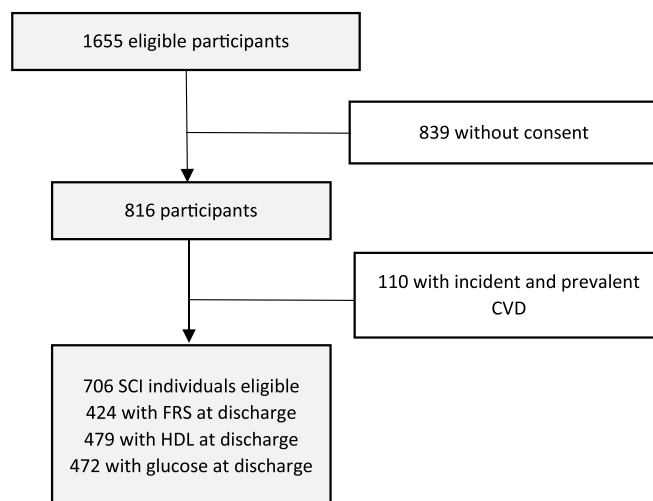 1655 eligible participants
839 without consent
816 participants
110 with incident and prevalent
CVD
706 SCI individuals eligible
424 with FRS at discharge
479 with HDL at discharge
472 with glucose at discharge